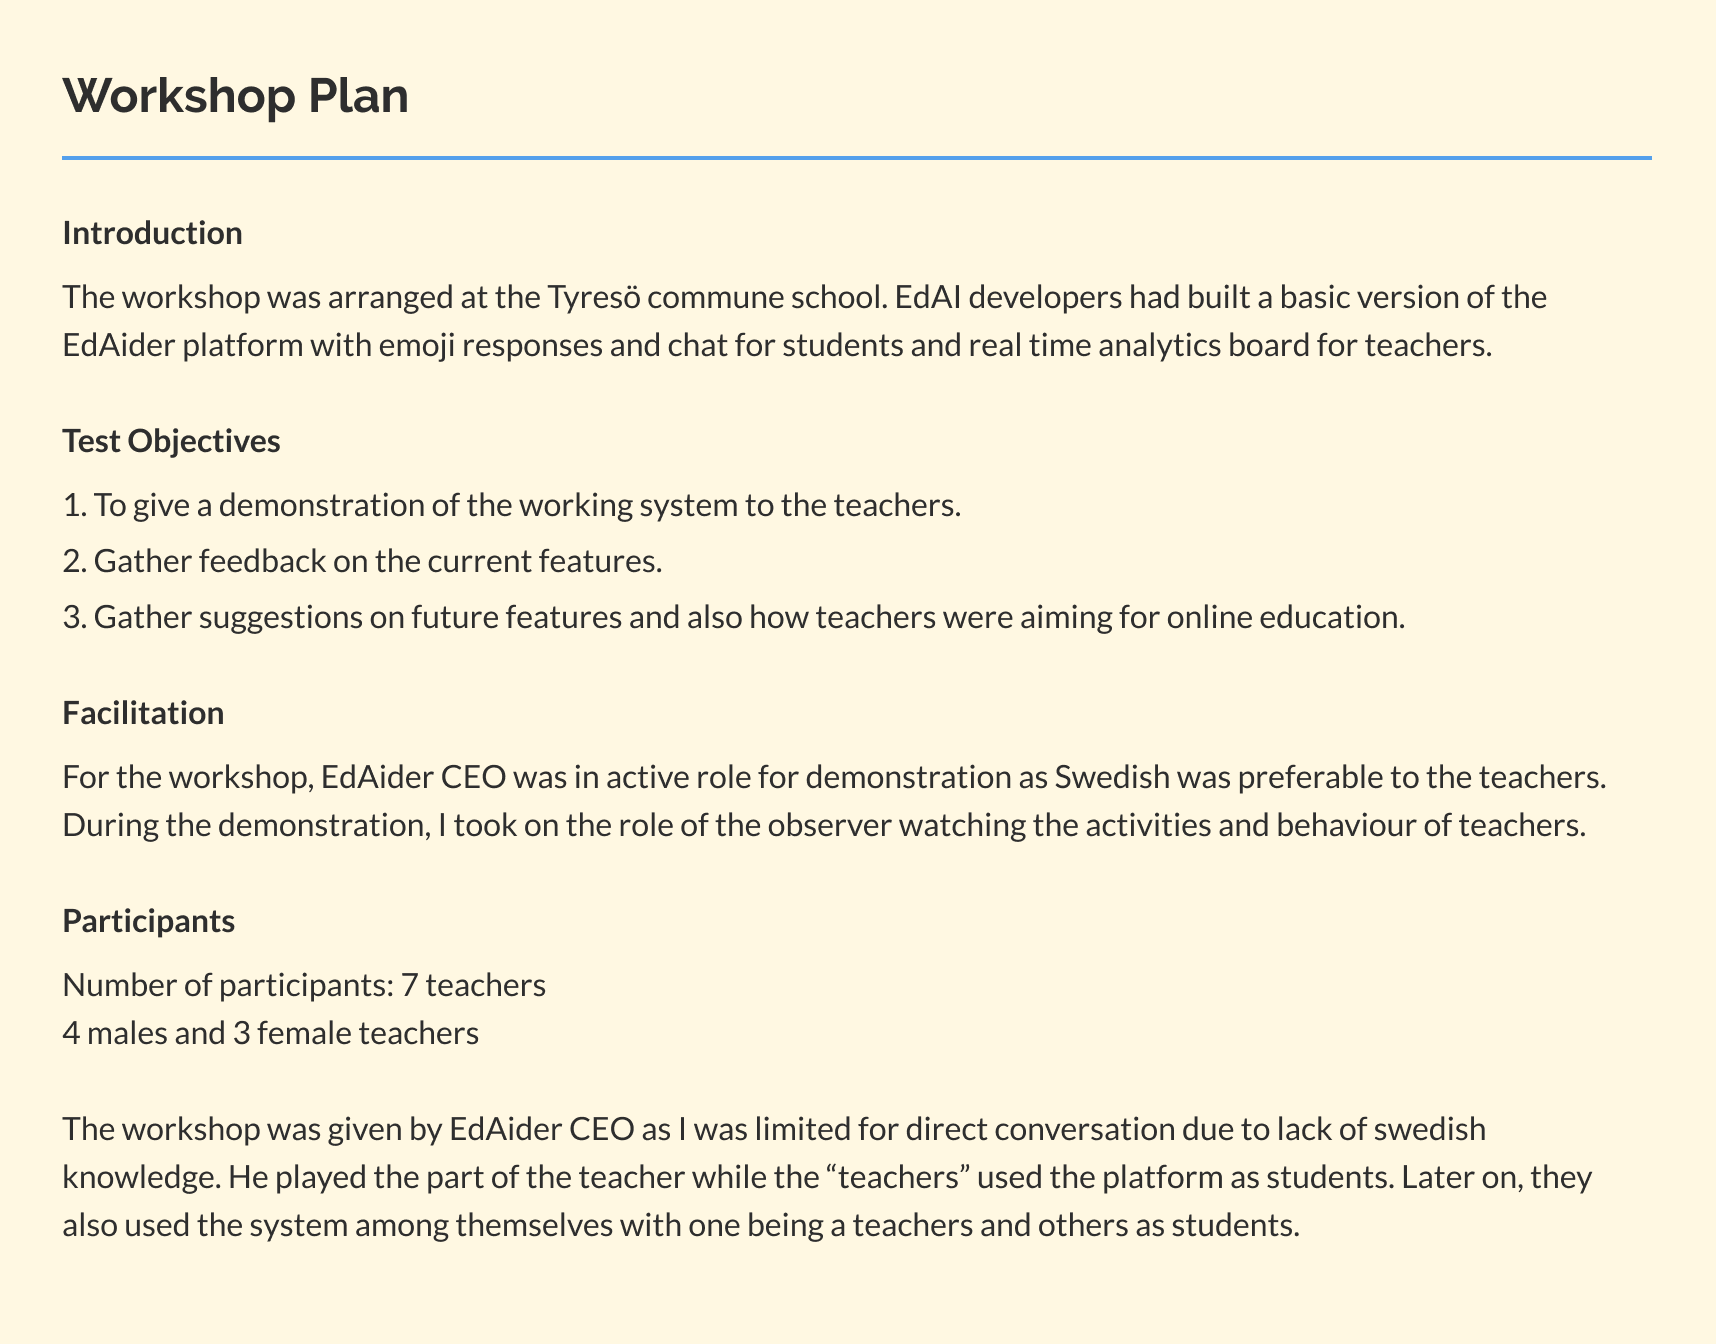 Workshop Plan
Introduction
The workshop was arranged at the Tyresö commune school. EdAI developers had built a basic version of the
EdAider platform with emoji responses and chat for students and real time analytics board for teachers.
Test Objectives
1. To give a demonstration of the working system to the teachers.
2. Gather feedback on the current features.
3. Gather suggestions on future features and also how teachers were aiming for online education.
Facilitation
For the workshop, EdAider CEO was in active role for demonstration as Swedish was preferable to the teachers.
During the demonstration, I took on the role of the observer watching the activities and behaviour of teachers.
Participants
Number of participants: 7 teachers
4 males and 3 female teachers
The workshop was given by EdAider CEO as I was limited for direct conversation due to lack of swedish
knowledge. He played the part of the teacher while the “teachers” used the platform as students. Later on, they
also used the system among themselves with one being a teachers and others as students.